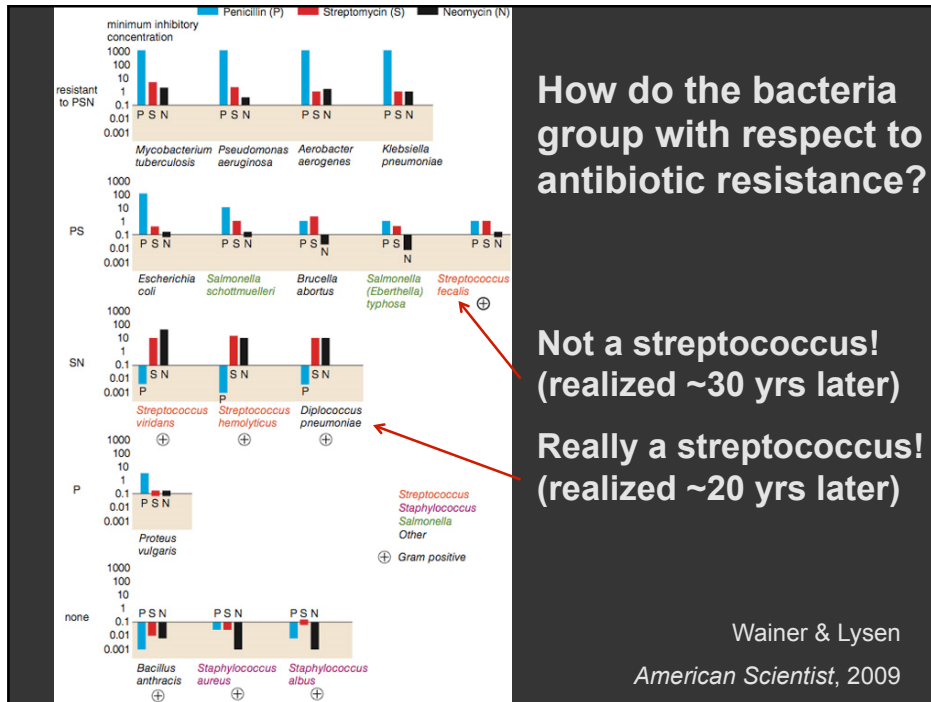 Penicillin (P) Streptomycin (S) Neomycin (N)
minimum inhibitory
concentration
1000
100
10
1
0.1
0.01
0.001
resistant
to PSN
P S N P S N P S N P S N
Mycobacterium Pseudomonas Aerobacter Klebsiella
tuberculosis aeruginosa aerogenes pneumoniae
1000
100
10
1
0.1
0.01
0.001
PS
P S N P S N P S N P S N P S N
Escherichia Salmonella Brucella Salmonella Streptococcus
coli schottmuelleri abortus (Eberthella) fecalis
typhosa
1000
100
10
1
0.1
0.01
0.001
SN
P S N P S N P S N
Streptococcus Streptococcus Diplococcus
viridans hemolyticus pneumoniae
1000
100
10
1
0.1
0.01
0.001
P
P S N
Proteus
vulgaris
Streptococcus
Staphylococcus
Salmonella
Other
Gram positive
1000
100
10
1
0.1
0.01
0.001
none
P S N P S N P S N
Bacillus Staphylococcus Staphylococcus
anthracis aureus albus
How do the bacteria
group with respect to
antibiotic resistance?
Not a streptococcus!
(realized ~30 yrs later)
Really a streptococcus!
(realized ~20 yrs later)
Wainer & Lysen
American Scientist, 2009